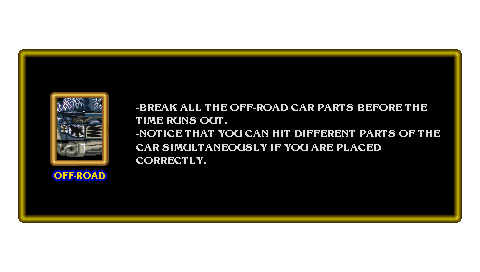 -BREAK ALL THE OFF-ROAD CAR PARTS BEFORE THE
TIME RUNS OUT.
-NOTICE THAT YOU CAN HIT DIFFERENT PARTS OF THE
CAR SIMULTANEOUSLY IF YOU ARE PLACED
CORRECTLY.
OFF-ROAD